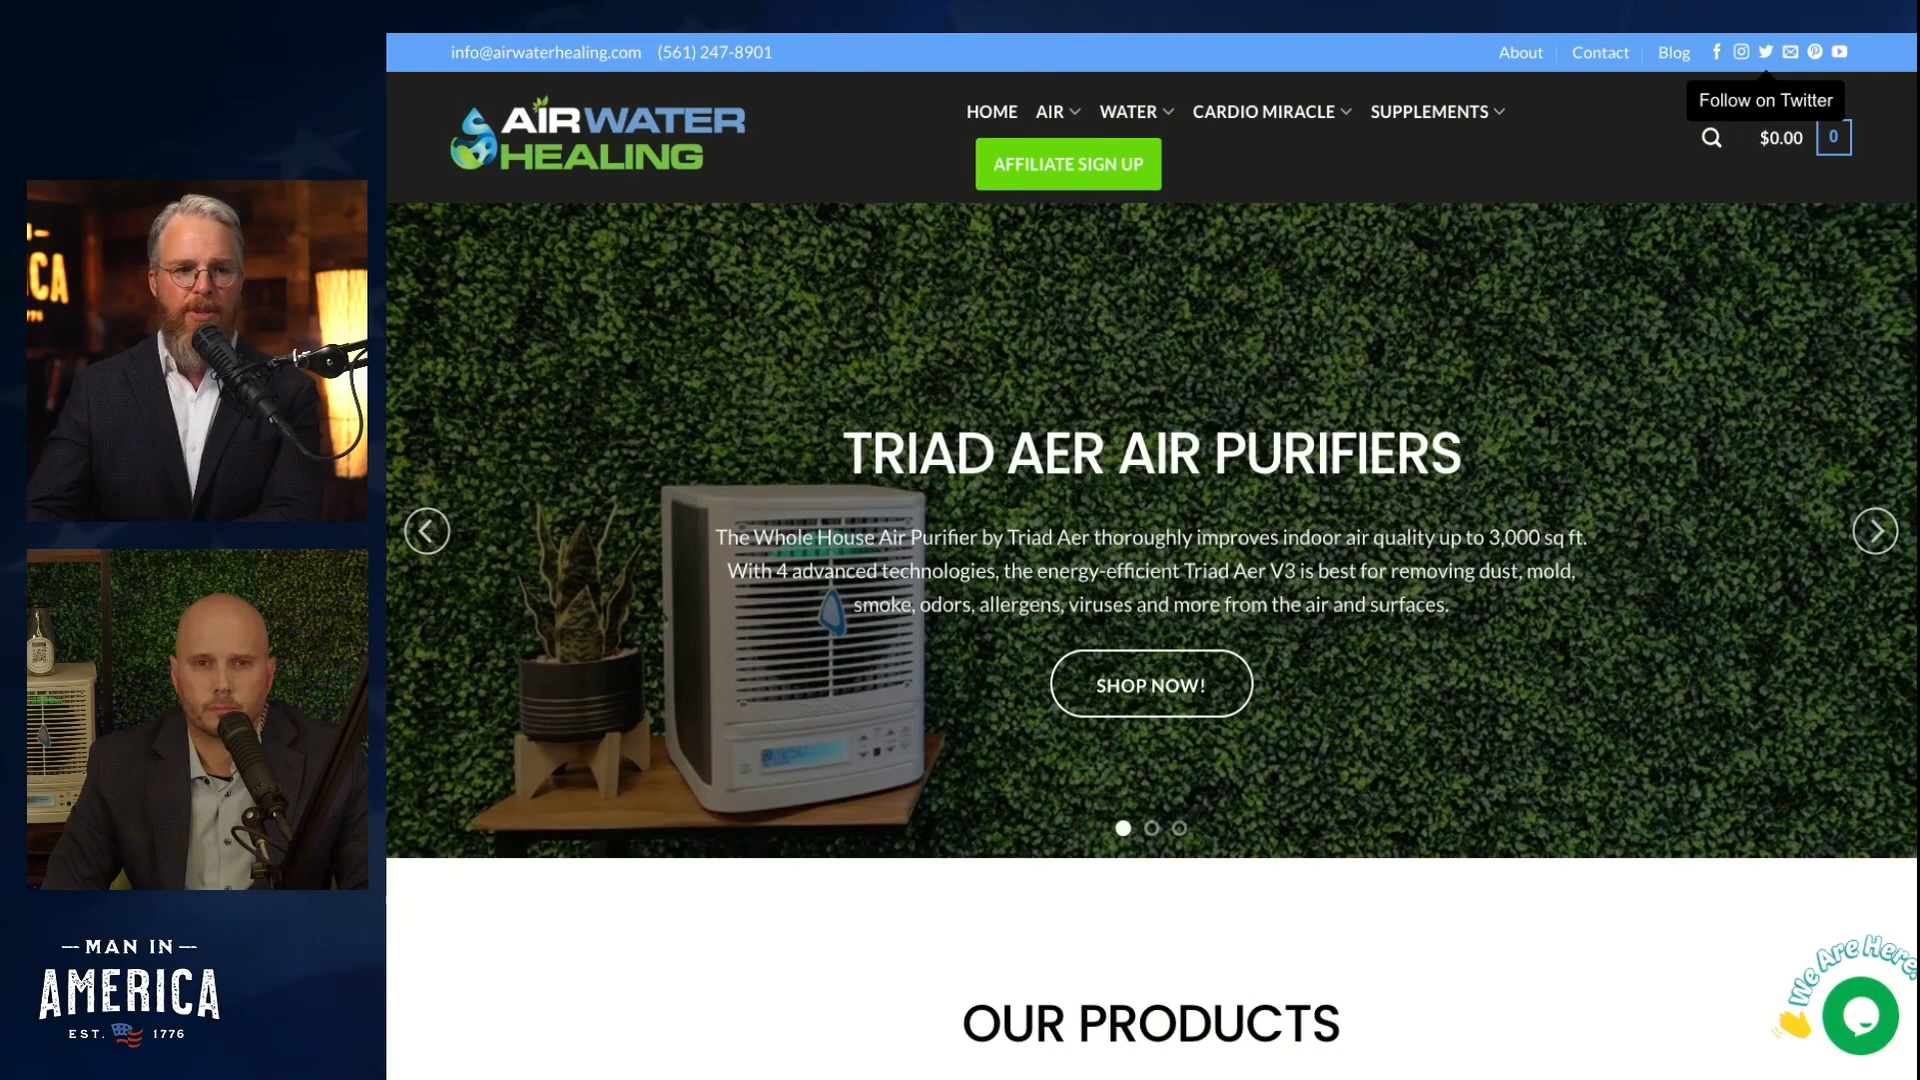 info@airwaterhealing.com (561) 247-8901
About Contact Blog
Follow on Twitter
AIRWATER
HEALING
HOME AIR WATER CARDIO MIRACLE SUPPLEMENTS
AFFILIATE SIGN UP
$0.00 0
TRIAD AER AIR PURIFIERS
The Whole House Air Purifier by Triad Aer thoroughly improves indoor air quality up to 3,000 sq ft.
With 4 advanced technologies, the energy-efficient Triad Aer V3 is best for removing dust, mold,
smoke, odors, allergens, viruses and more from the air and surfaces.
SHOP NOW!
OUR PRODUCTS
We Are Here!
CA
MAN IN
AMERICA
EST. 1776